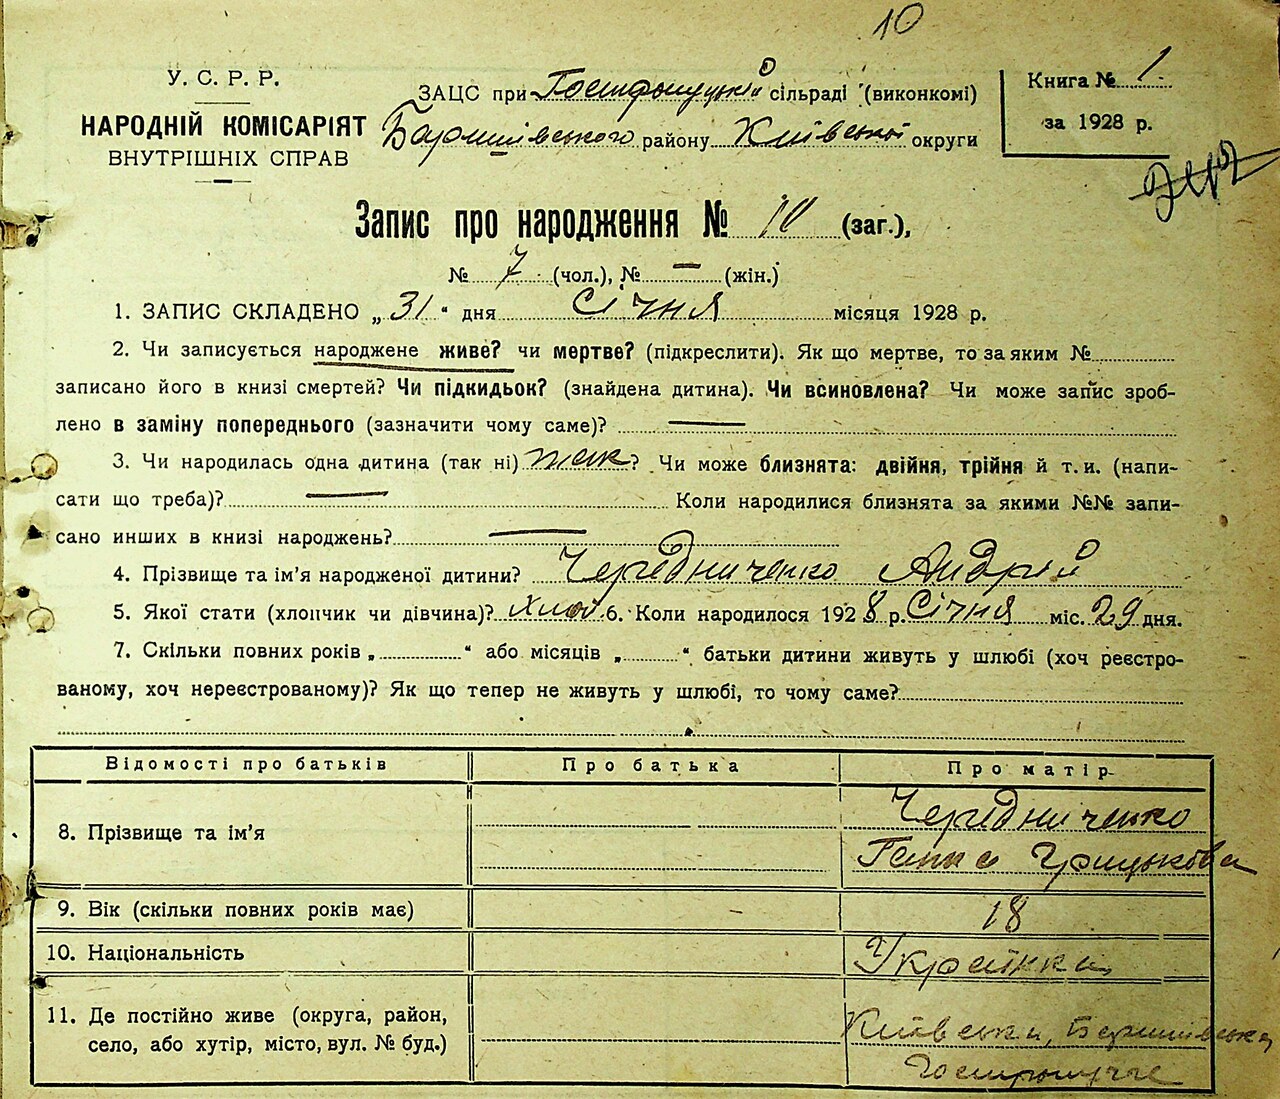 10
У. С. Р. Р.
НАРОДНІЙ КОМІСАРІЯТ
ВНУТРІШНІХ СПРАВ
ЗАЦС при сільраді (виконкомі)
району Київської округи
Книга № 1
за 1928 р.
Запис про народження № 10 (заг.),
№ 7 (чол.), № — (жін.)
1. ЗАПИС СКЛАДЕНО „31" дня Січня місяця 1928 р.
2. Чи записується народжене живе? чи мертве? (підкреслити). Як що мертве, то за яким №
записано його в книзі смертей? Чи підкидьок? (знайдена дитина). Чи всиновлена? Чи може запис зроб-
лено в заміну попереднього (зазначити чому саме)? —
3. Чи народилась одна дитина (так ні) так? Чи може близнята: двійня, трійня й т. и. (напи-
сати що треба)? — Коли народилися близнята за якими №№ запи-
сано инших в книзі народжень? —
4. Прізвище та ім'я народженої дитини? Чередниченко Андрій
5. Якої стати (хлопчик чи дівчина)? 6. Коли народилося 1928 р. Січня міс. 29 дня.
7. Скільки повних років „ " або місяців „ " батьки дитини живуть у шлюбі (хоч реєстро-
ваному, хоч нереєстрованому)? Як що тепер не живуть у шлюбі, то чому саме?
Відомості про батьків Про батька Про матір
8. Прізвище та ім'я Чередниченко
Ганна Грицькова
9. Вік (скільки повних років має) 18
10. Національність Українка
11. Де постійно живе (округа, район,
село, або хутір, місто, вул. № буд.) Київська,